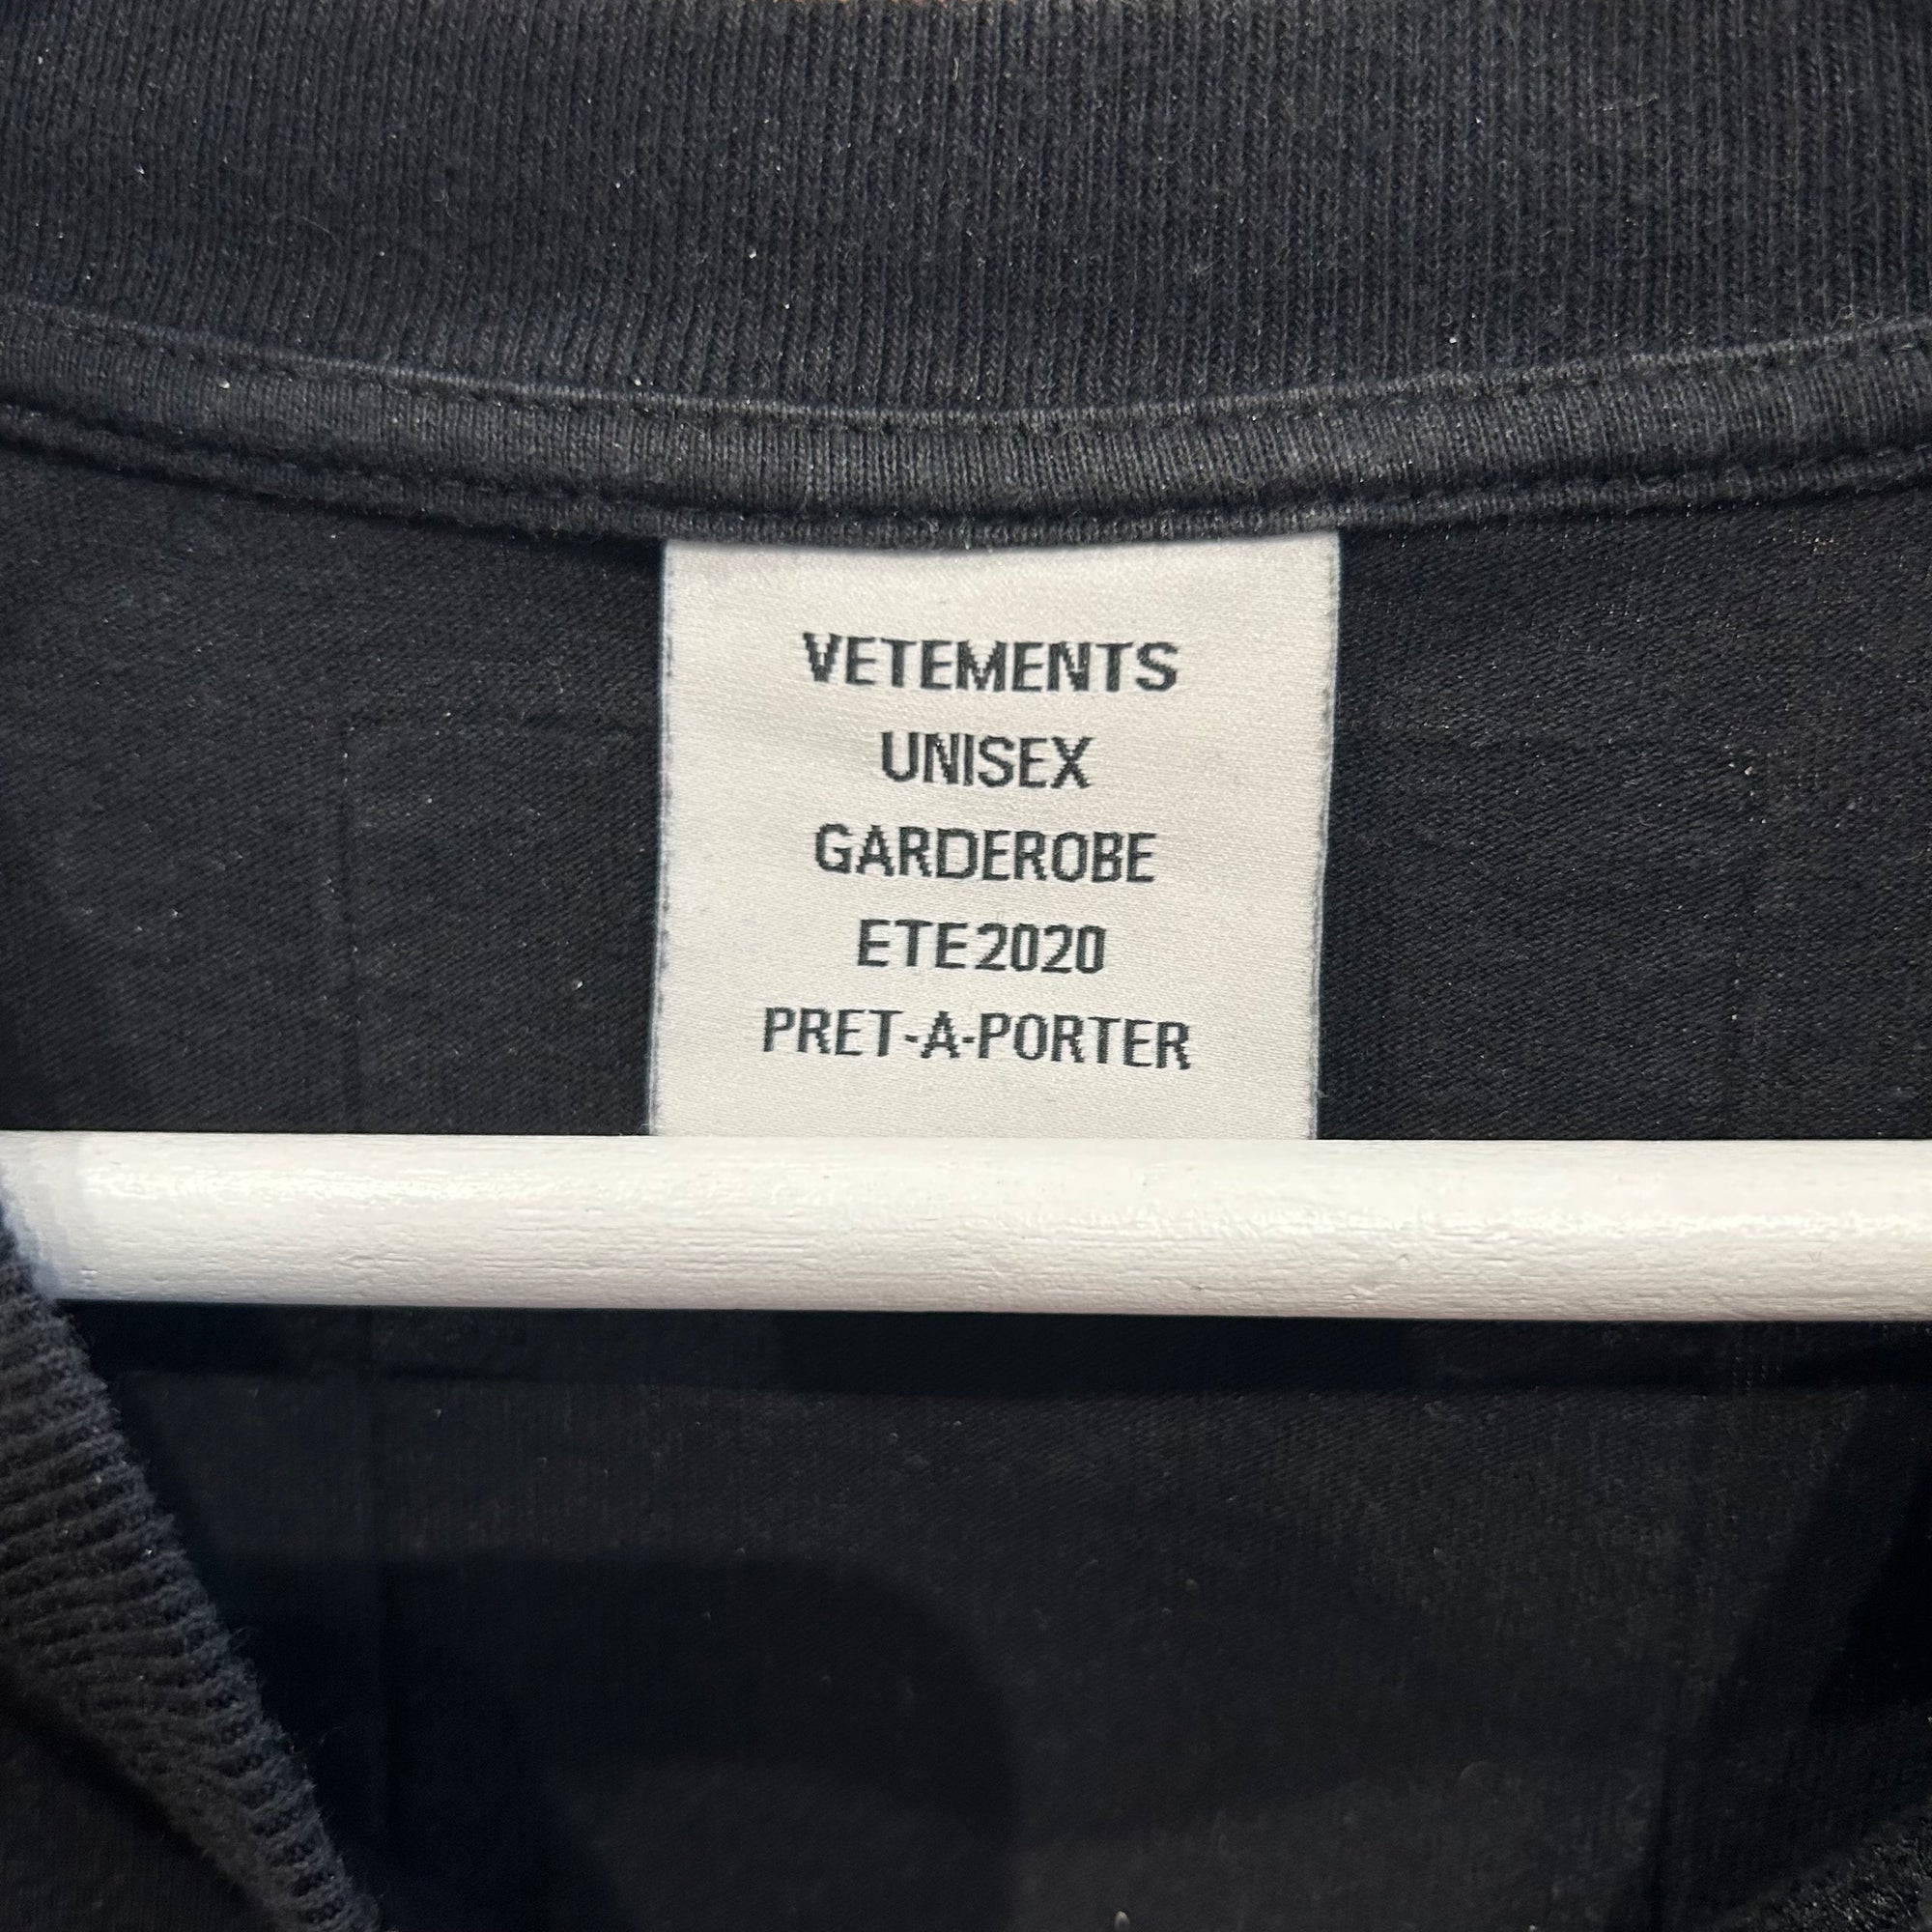 VETEMENTS
UNISEX
GARDEROBE
ETE2020
PRET-A-PORTER